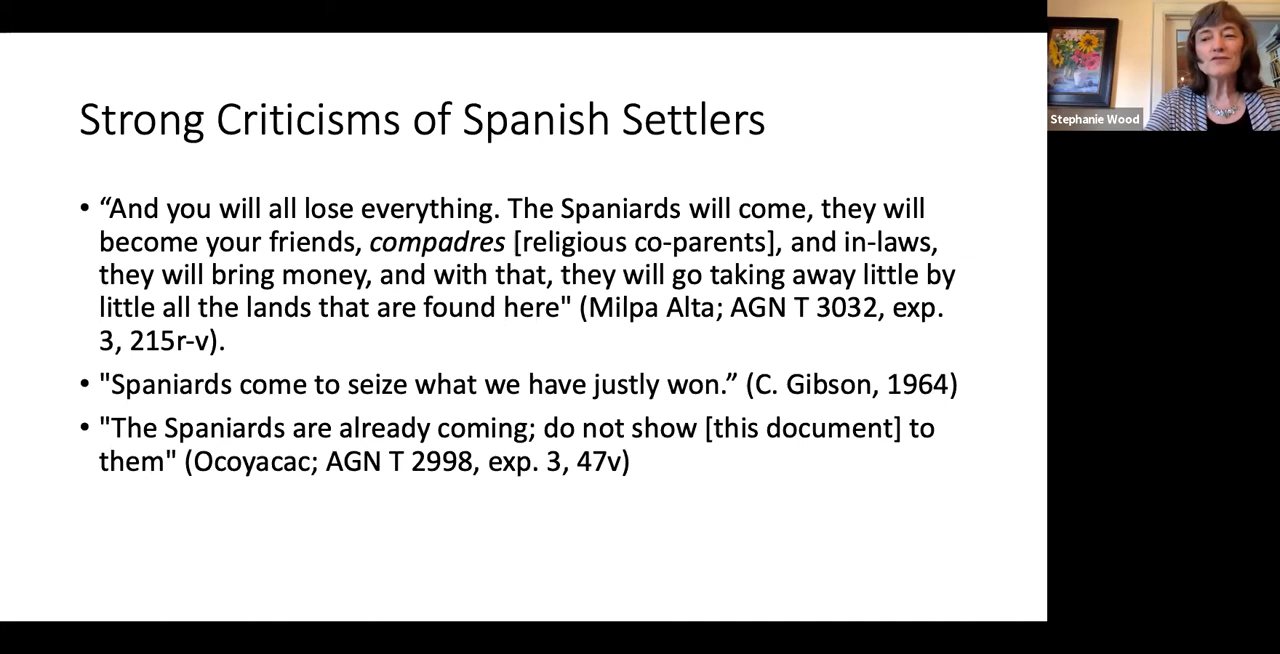 Strong Criticisms of Spanish Settlers
• “And you will all lose everything. The Spaniards will come, they will
become your friends, compadres [religious co-parents], and in-laws,
they will bring money, and with that, they will go taking away little by
little all the lands that are found here" (Milpa Alta; AGN T 3032, exp.
3, 215r-v).
• "Spaniards come to seize what we have justly won.” (C. Gibson, 1964)
• "The Spaniards are already coming; do not show [this document] to
them" (Ocoyacac; AGN T 2998, exp. 3, 47v)
Stephanie Wood